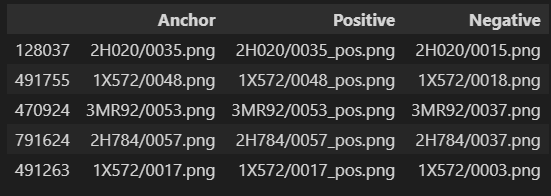 Anchor Positive Negative
128037 2H020/0035.png 2H020/0035_pos.png 2H020/0015.png
491755 1X572/0048.png 1X572/0048_pos.png 1X572/0018.png
470924 3MR92/0053.png 3MR92/0053_pos.png 3MR92/0037.png
791624 2H784/0057.png 2H784/0057_pos.png 2H784/0037.png
491263 1X572/0017.png 1X572/0017_pos.png 1X572/0003.png